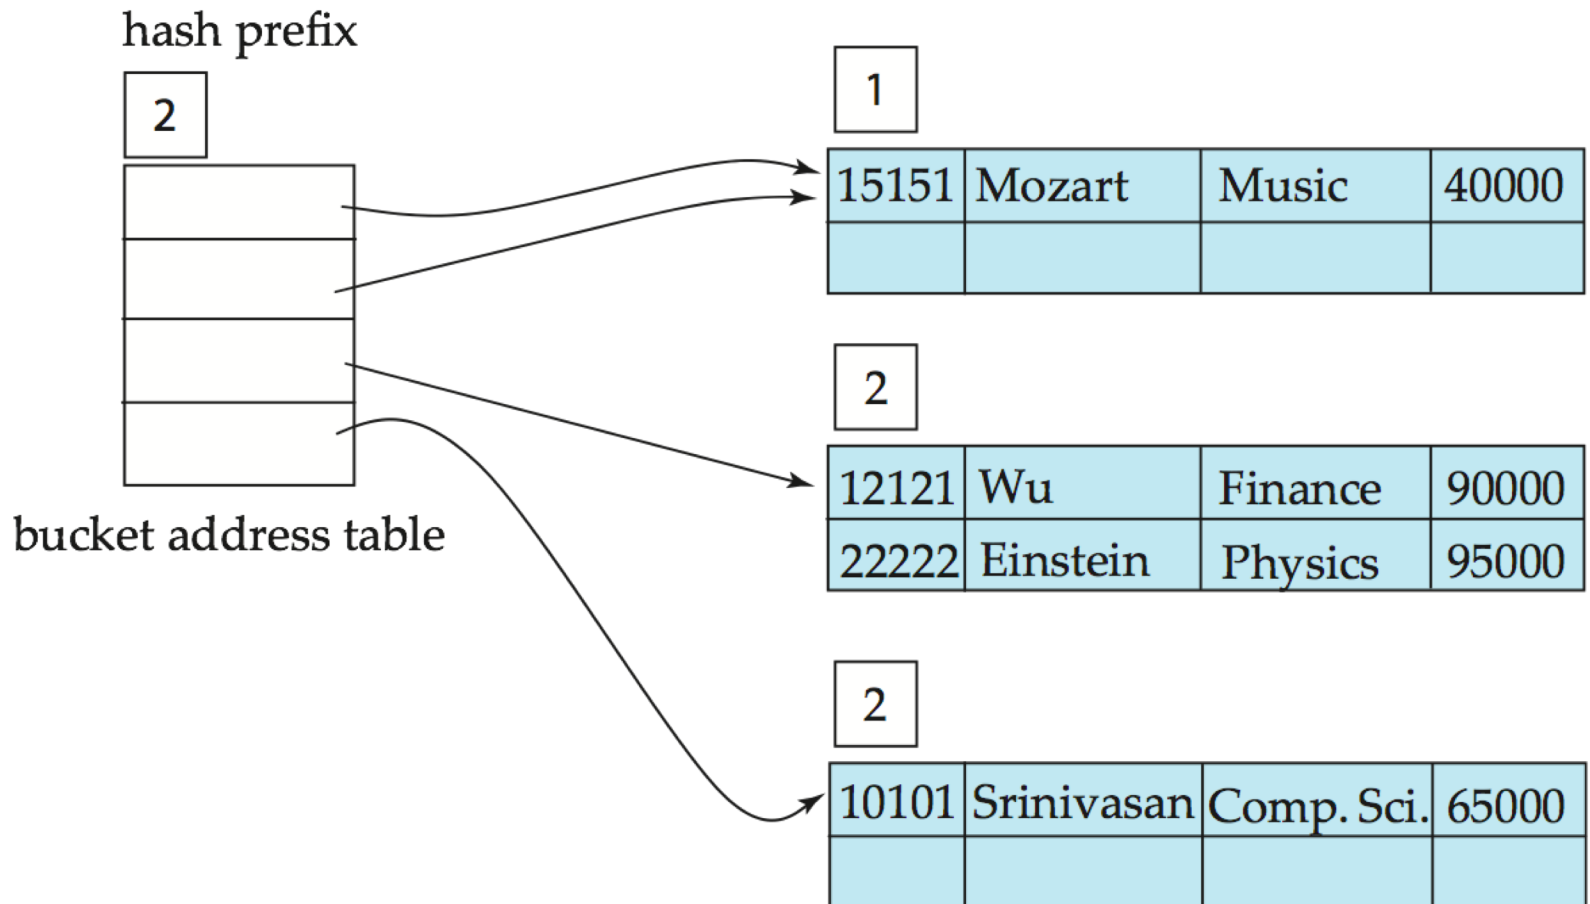 hash prefix
2
bucket address table
1
15151 Mozart Music 40000
2
12121 Wu Finance 90000
22222 Einstein Physics 95000
2
10101 Srinivasan Comp. Sci. 65000